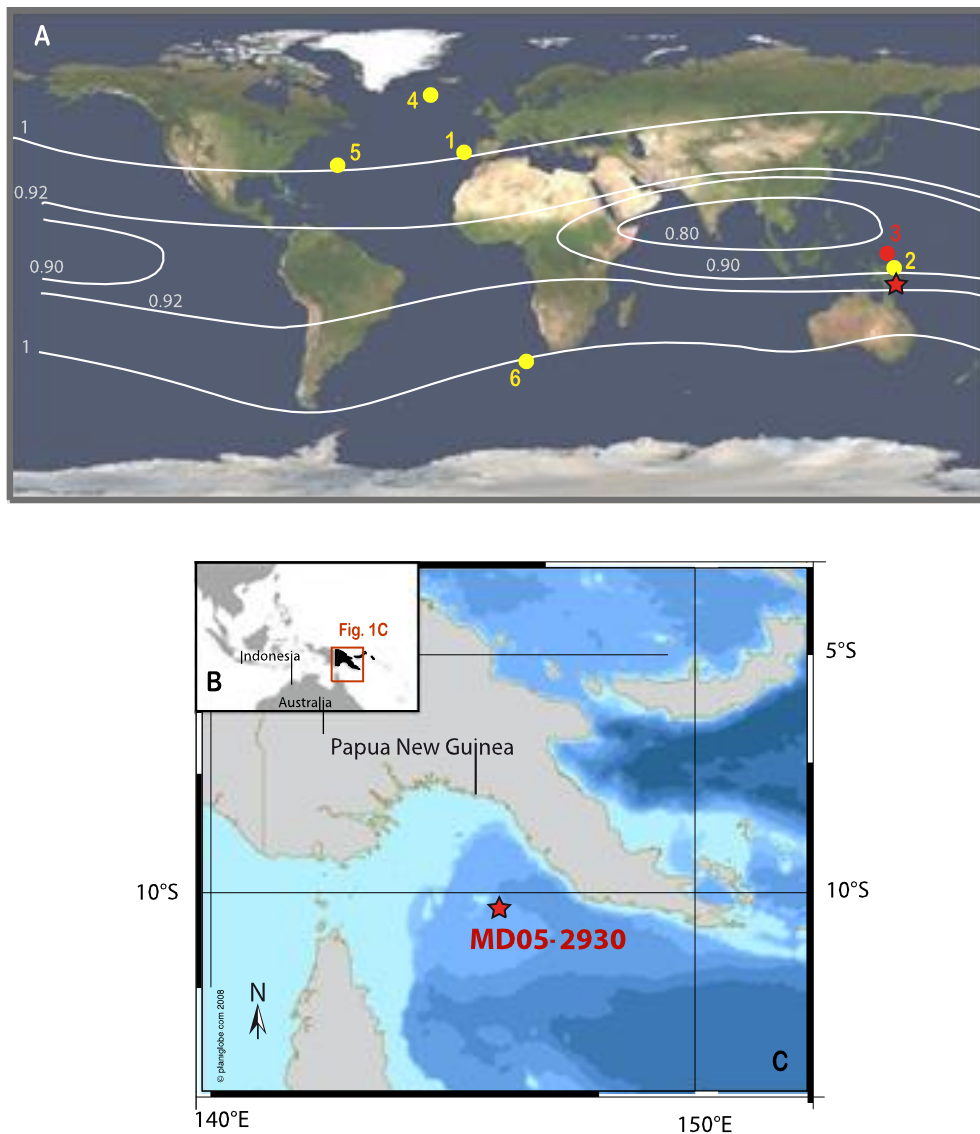 A
4
1
5
1
0.92
0.80
3
0.90
2
0.90
0.92
1
6
Fig. 1C
Indonesia
B
Australia
5°S
Papua New Guinea
10°S
10°S
MD05-2930
N
© planiglobe com 2008
C
140°E
150°E